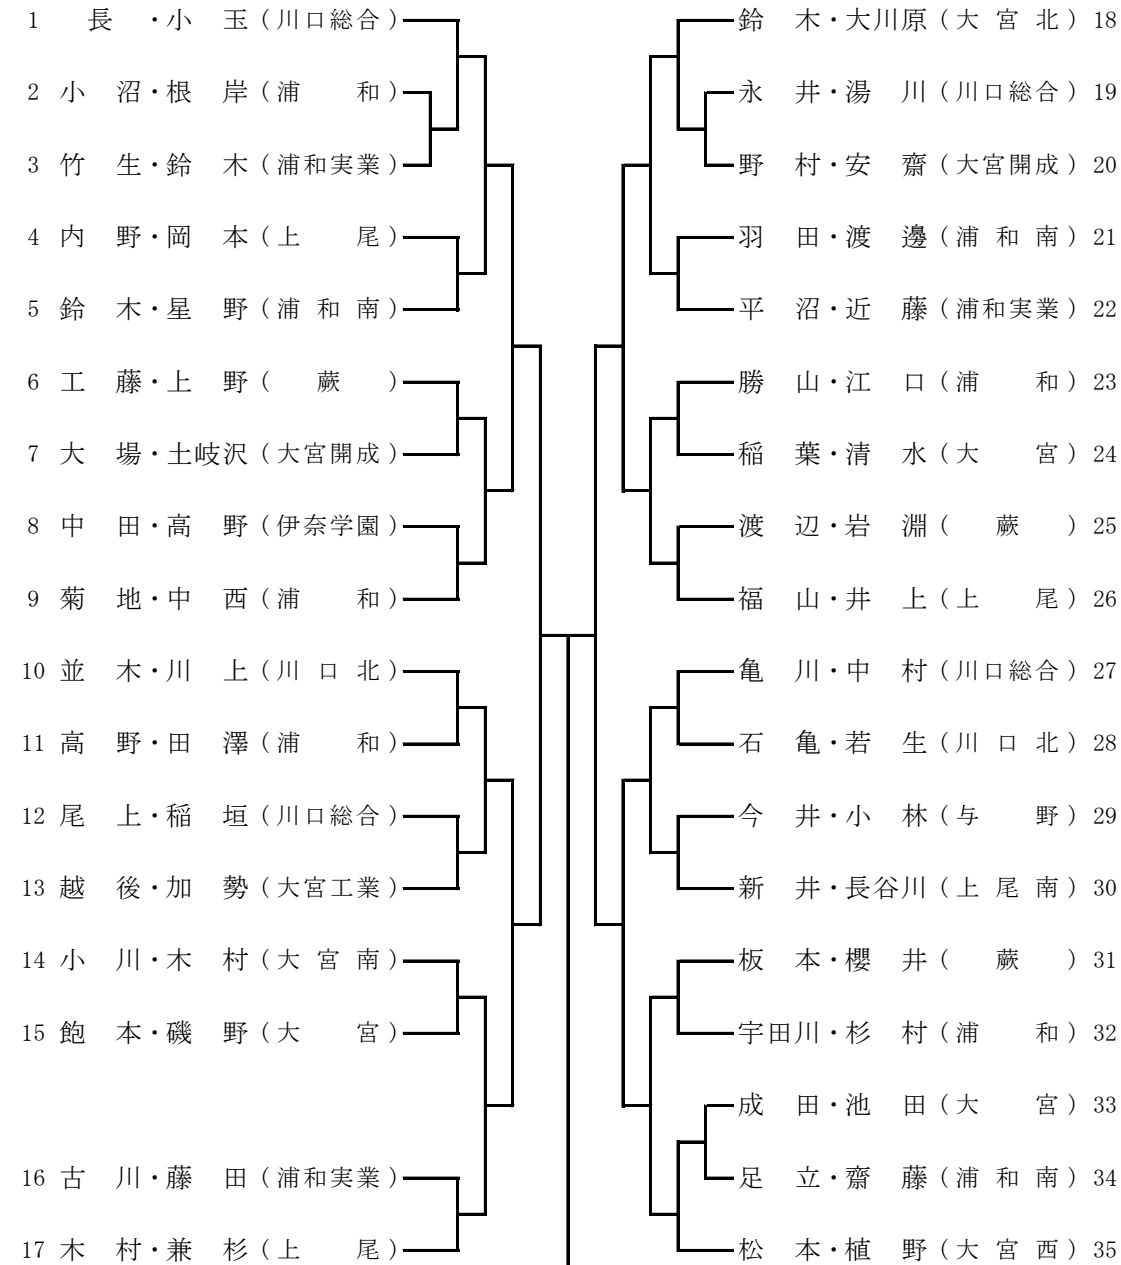 1 長 ・小 玉 (川口総合)
2 小 沼・根 岸 (浦 和)
3 竹 生・鈴 木 (浦和実業)
4 内 野・岡 本 (上 尾)
5 鈴 木・星 野 (浦 和 南)
6 工 藤・上 野 ( 蕨 )
7 大 場・土岐沢 (大宮開成)
8 中 田・高 野 (伊奈学園)
9 菊 地・中 西 (浦 和)
10 並 木・川 上 (川 口 北)
11 高 野・田 澤 (浦 和)
12 尾 上・稲 垣 (川口総合)
13 越 後・加 勢 (大宮工業)
14 小 川・木 村 (大 宮 南)
15 飽 本・磯 野 (大 宮)
16 古 川・藤 田 (浦和実業)
17 木 村・兼 杉 (上 尾)
鈴 木・大川原 (大 宮 北) 18
永 井・湯 川 (川口総合) 19
野 村・安 齋 (大宮開成) 20
羽 田・渡 邊 (浦 和 南) 21
平 沼・近 藤 (浦和実業) 22
勝 山・江 口 (浦 和) 23
稲 葉・清 水 (大 宮) 24
渡 辺・岩 淵 ( 蕨 ) 25
福 山・井 上 (上 尾) 26
亀 川・中 村 (川口総合) 27
石 亀・若 生 (川 口 北) 28
今 井・小 林 (与 野) 29
新 井・長谷川 (上 尾 南) 30
板 本・櫻 井 ( 蕨 ) 31
宇田川・杉 村 (浦 和) 32
成 田・池 田 (大 宮) 33
足 立・齋 藤 (浦 和 南) 34
松 本・植 野 (大 宮 西) 35